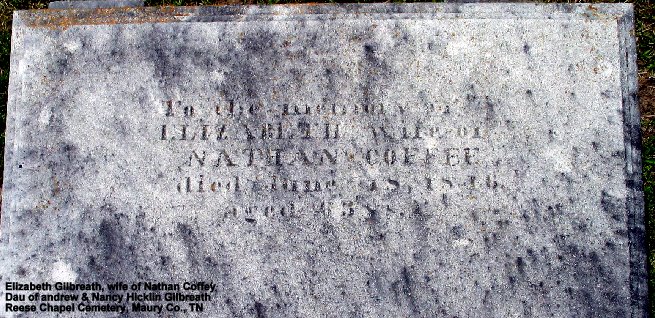 To the memory of
ELIZABETH wife of
NATHAN COFFEE
died June 18, 1846
aged 45 ys.
Elizabeth Gilbreath, wife of Nathan Coffey,
Dau of andrew & Nancy Hicklin Gilbreath
Reese Chapel Cemetery, Maury Co., TN